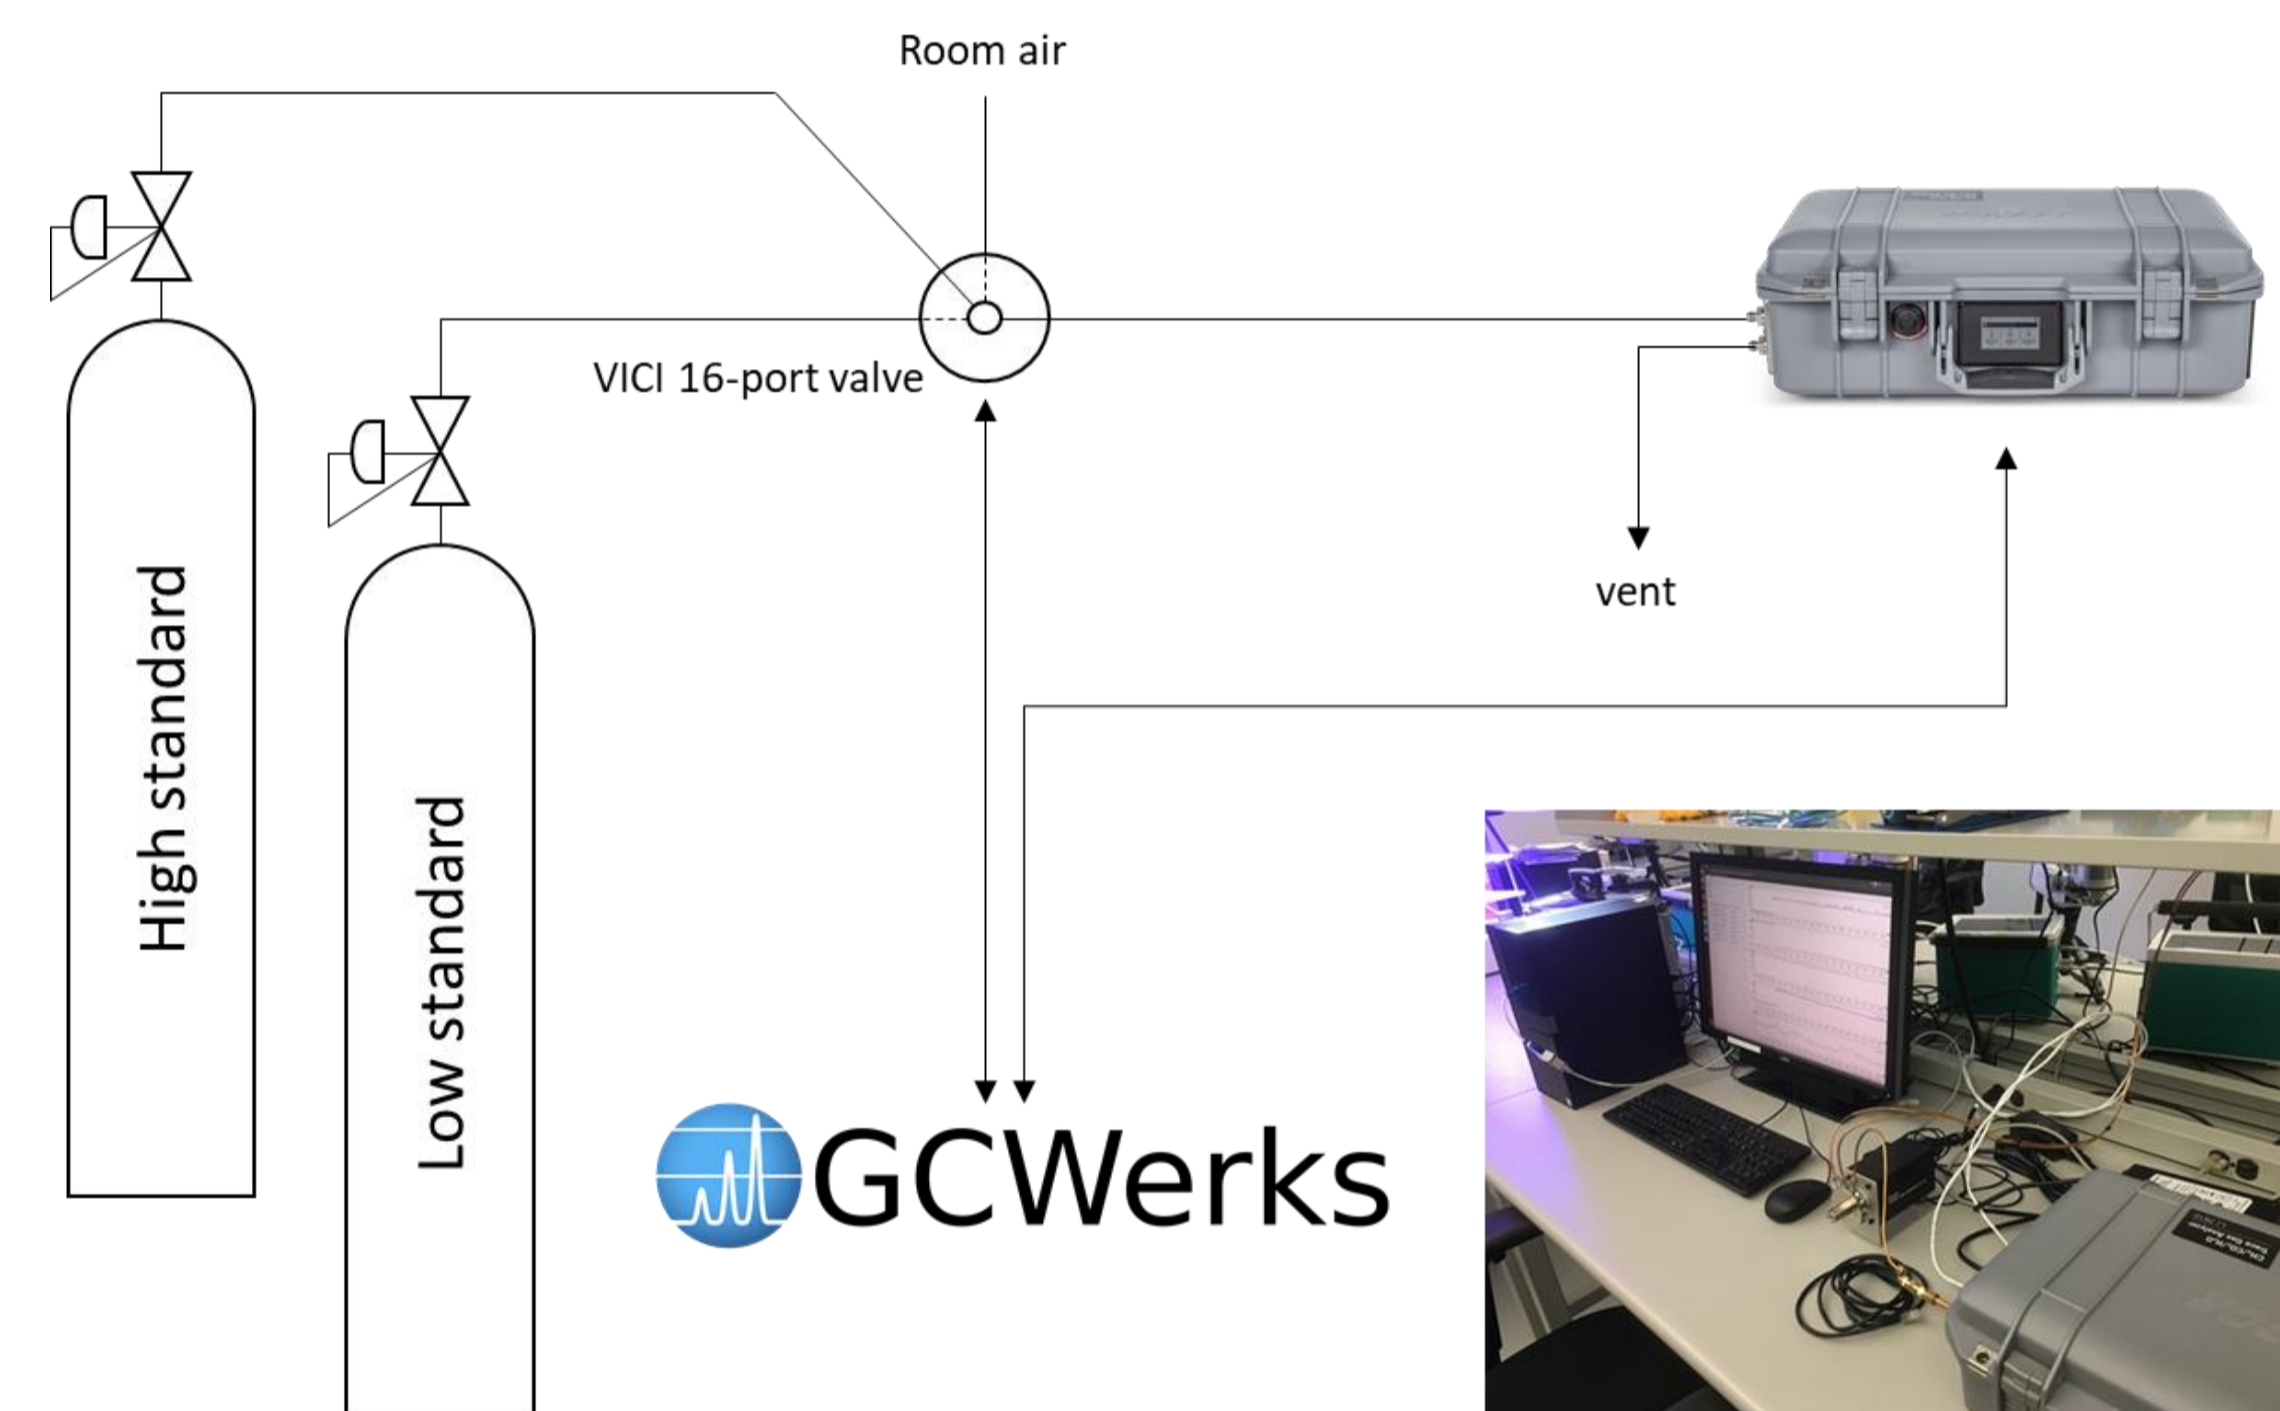 Room air
VICI 16-port valve
vent
High standard
Low standard
GCWerks